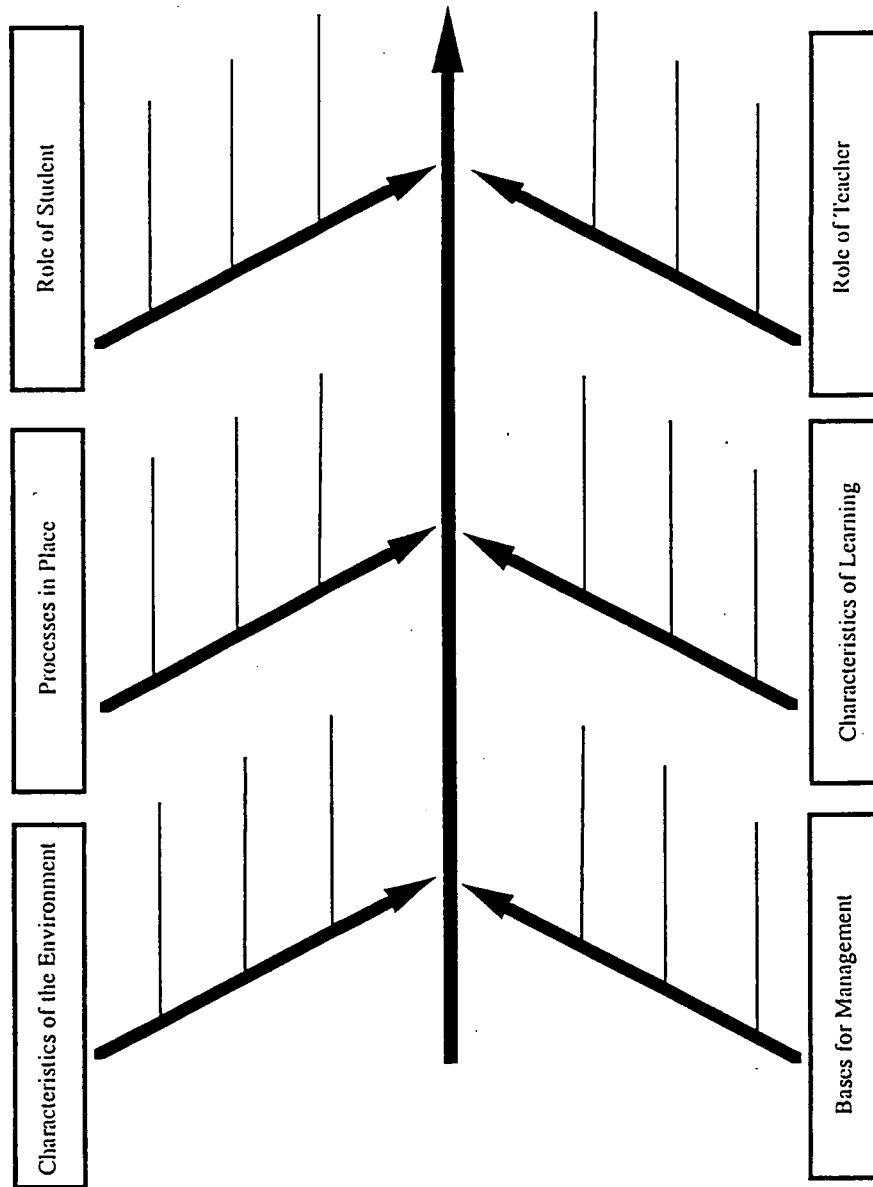 Characteristics of the Environment
Processes in Place
Role of Student
Bases for Management
Characteristics of Learning
Role of Teacher